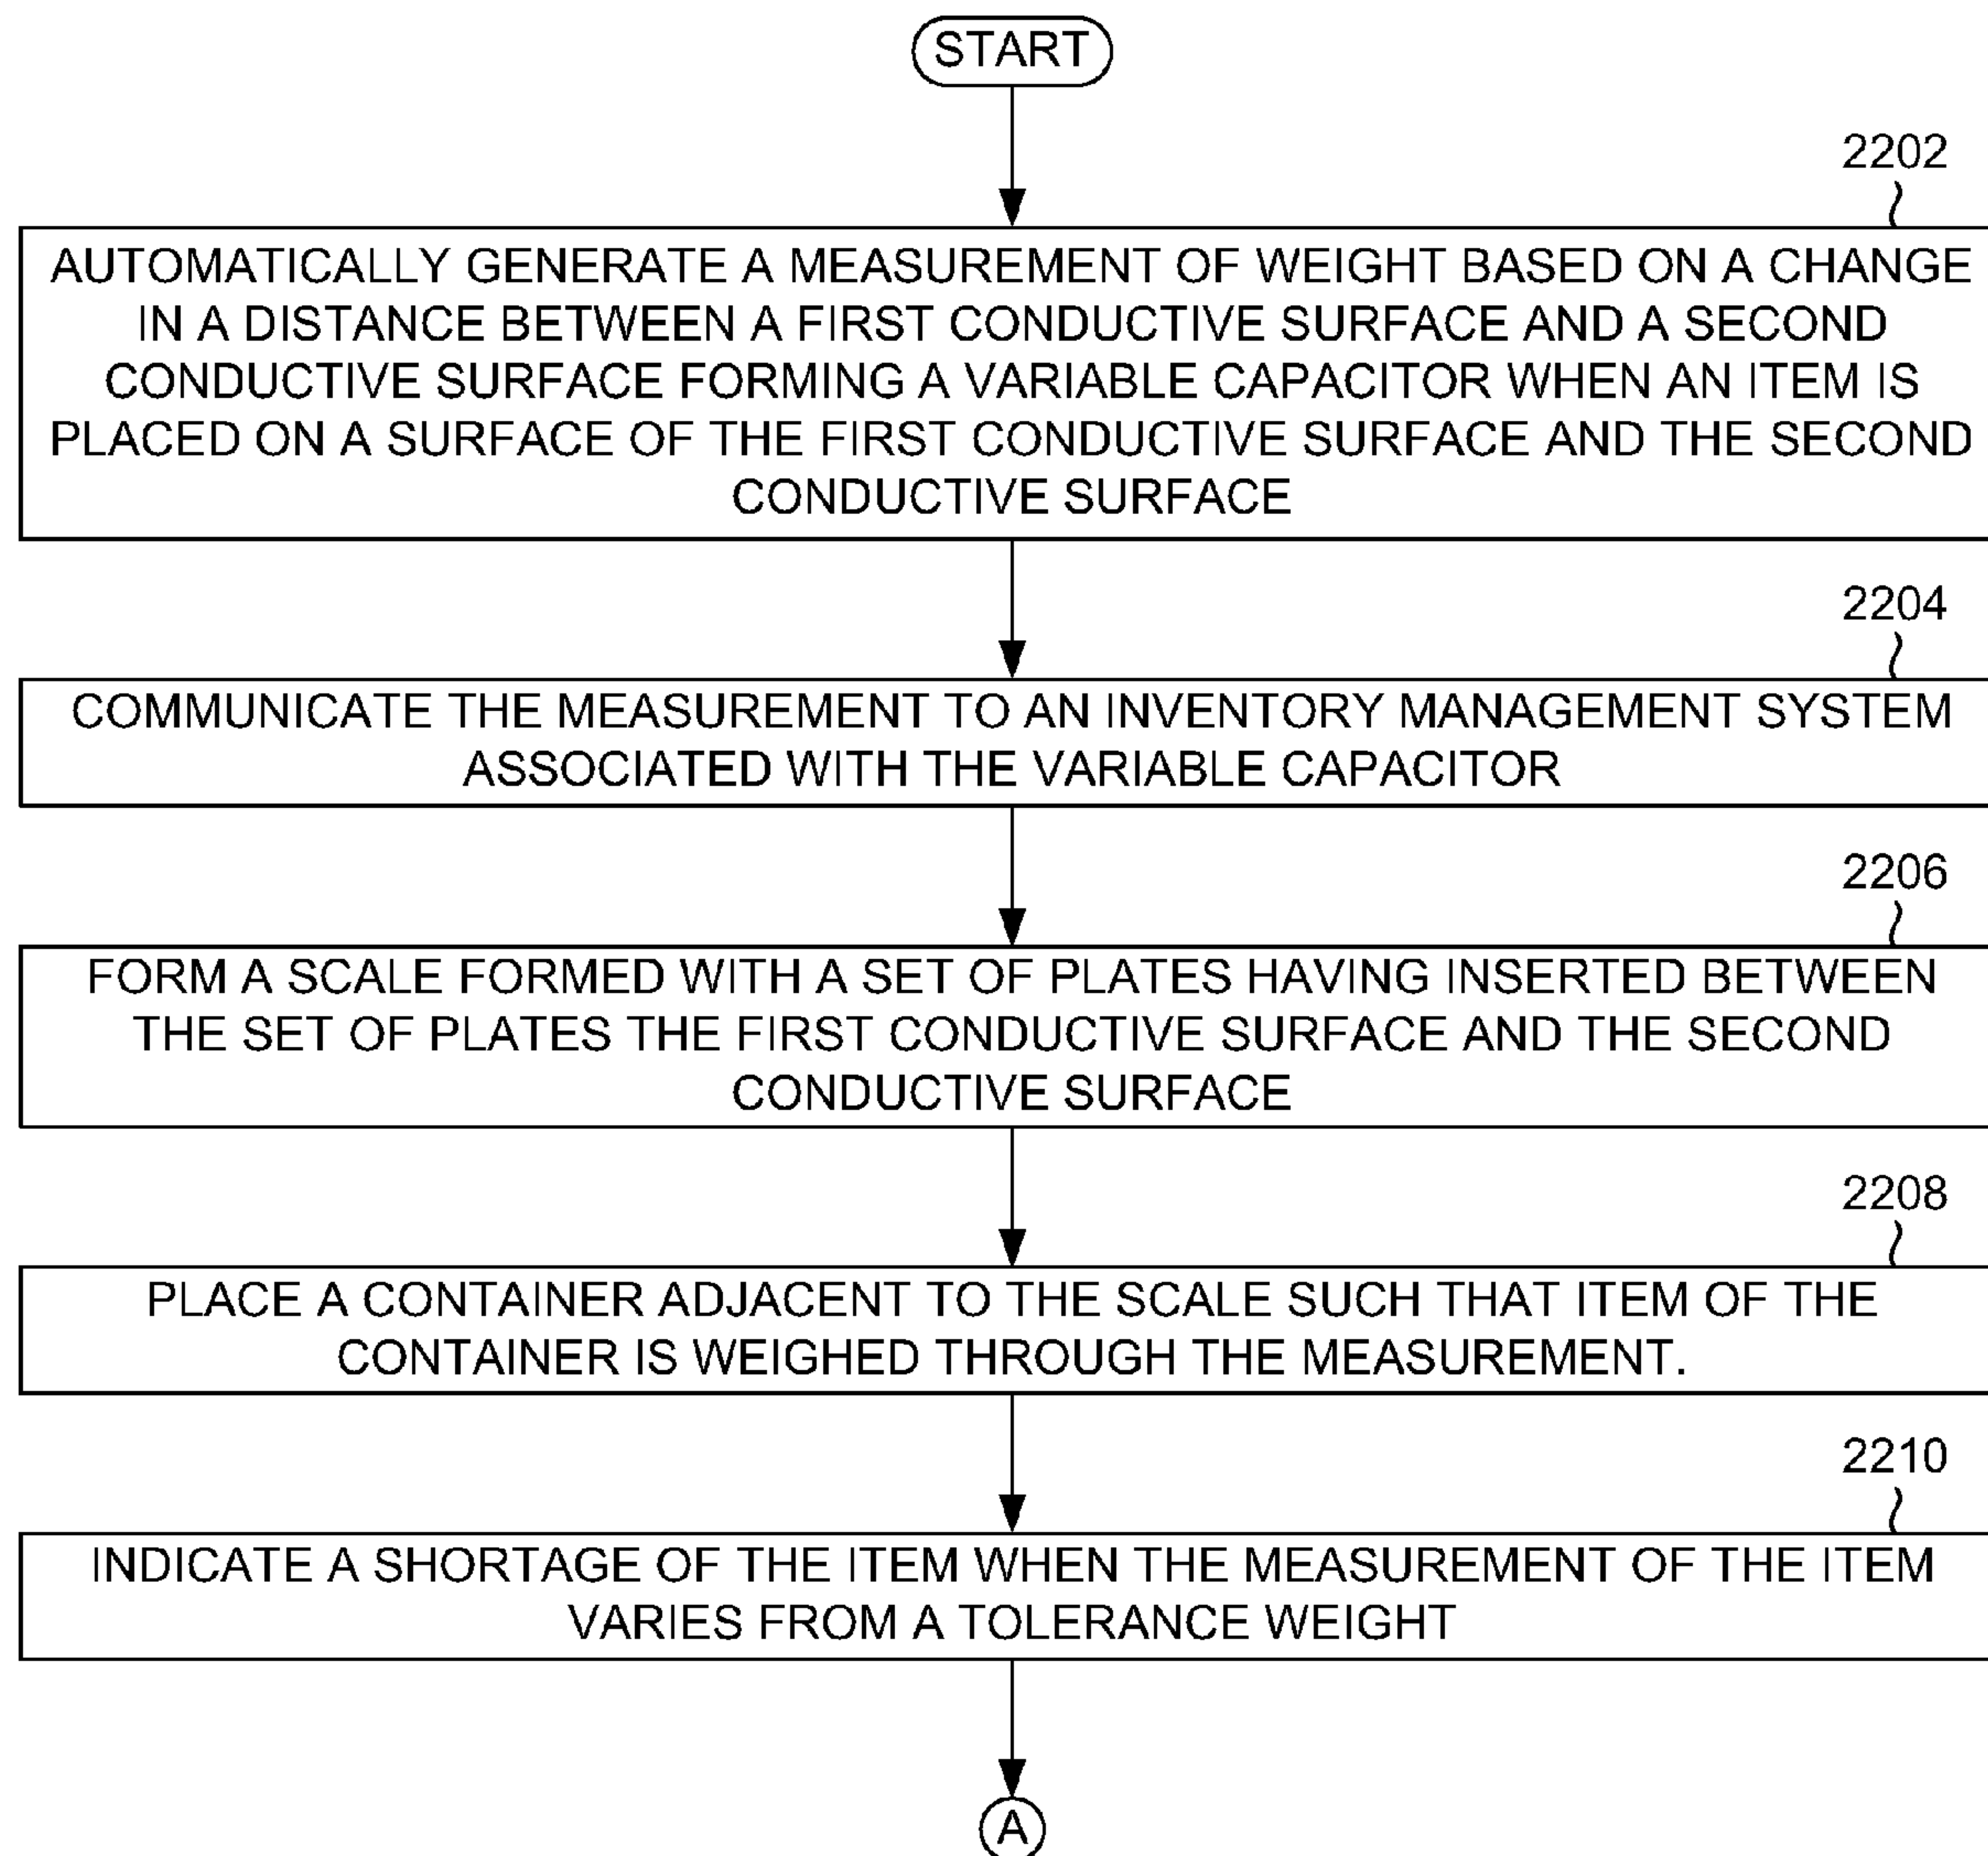 START
2202
AUTOMATICALLY GENERATE A MEASUREMENT OF WEIGHT BASED ON A CHANGE
IN A DISTANCE BETWEEN A FIRST CONDUCTIVE SURFACE AND A SECOND
CONDUCTIVE SURFACE FORMING A VARIABLE CAPACITOR WHEN AN ITEM IS
PLACED ON A SURFACE OF THE FIRST CONDUCTIVE SURFACE AND THE SECOND
CONDUCTIVE SURFACE
2204
COMMUNICATE THE MEASUREMENT TO AN INVENTORY MANAGEMENT SYSTEM
ASSOCIATED WITH THE VARIABLE CAPACITOR
2206
FORM A SCALE FORMED WITH A SET OF PLATES HAVING INSERTED BETWEEN
THE SET OF PLATES THE FIRST CONDUCTIVE SURFACE AND THE SECOND
CONDUCTIVE SURFACE
2208
PLACE A CONTAINER ADJACENT TO THE SCALE SUCH THAT ITEM OF THE
CONTAINER IS WEIGHED THROUGH THE MEASUREMENT.
2210
INDICATE A SHORTAGE OF THE ITEM WHEN THE MEASUREMENT OF THE ITEM
VARIES FROM A TOLERANCE WEIGHT
A